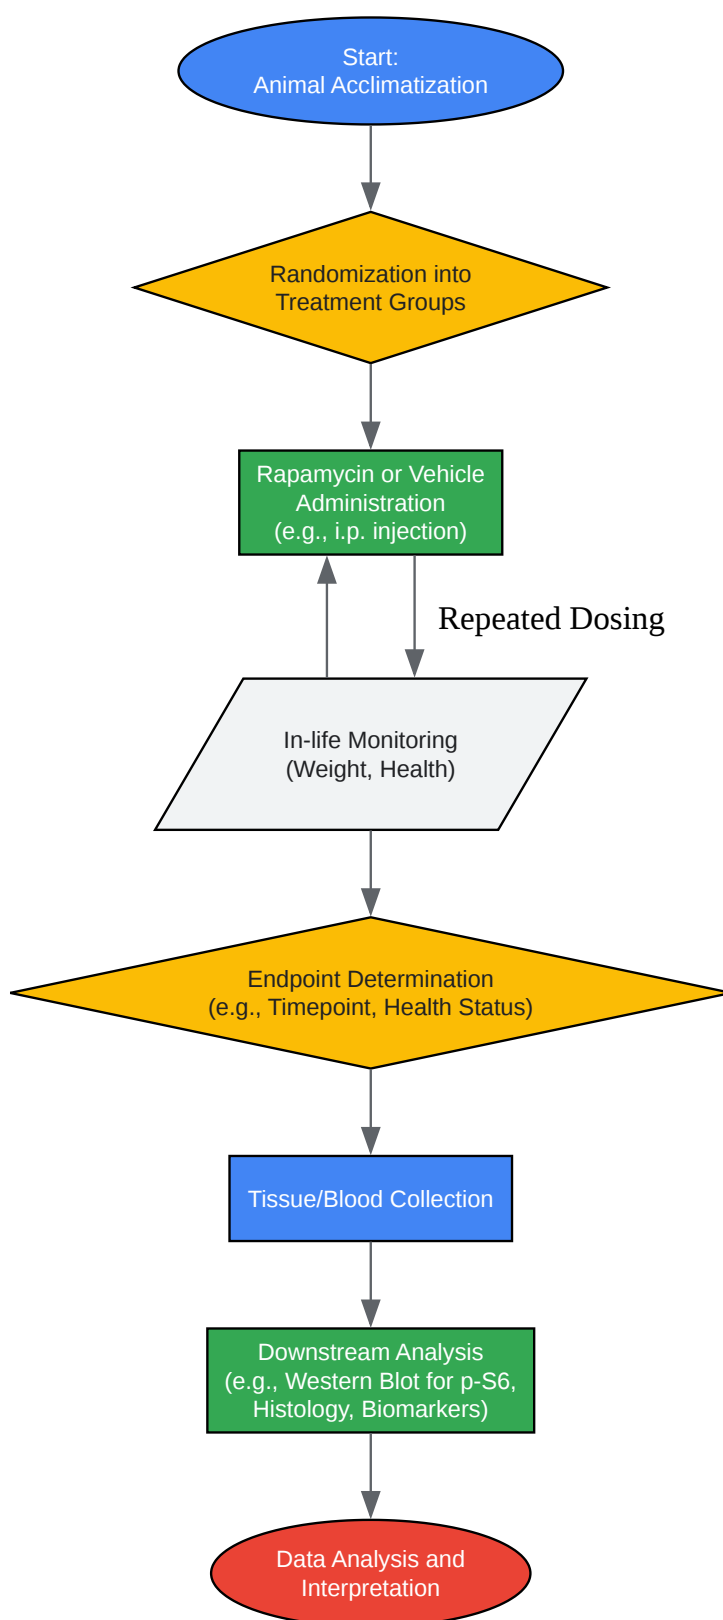 Start:
Animal Acclimatization
Randomization into
Treatment Groups
Rapamycin or Vehicle
Administration
(e.g., i.p. injection)
Repeated Dosing
In-life Monitoring
(Weight, Health)
Endpoint Determination
(e.g., Timepoint, Health Status)
Tissue/Blood Collection
Downstream Analysis
(e.g., Western Blot for p-S6,
Histology, Biomarkers)
Data Analysis and
Interpretation